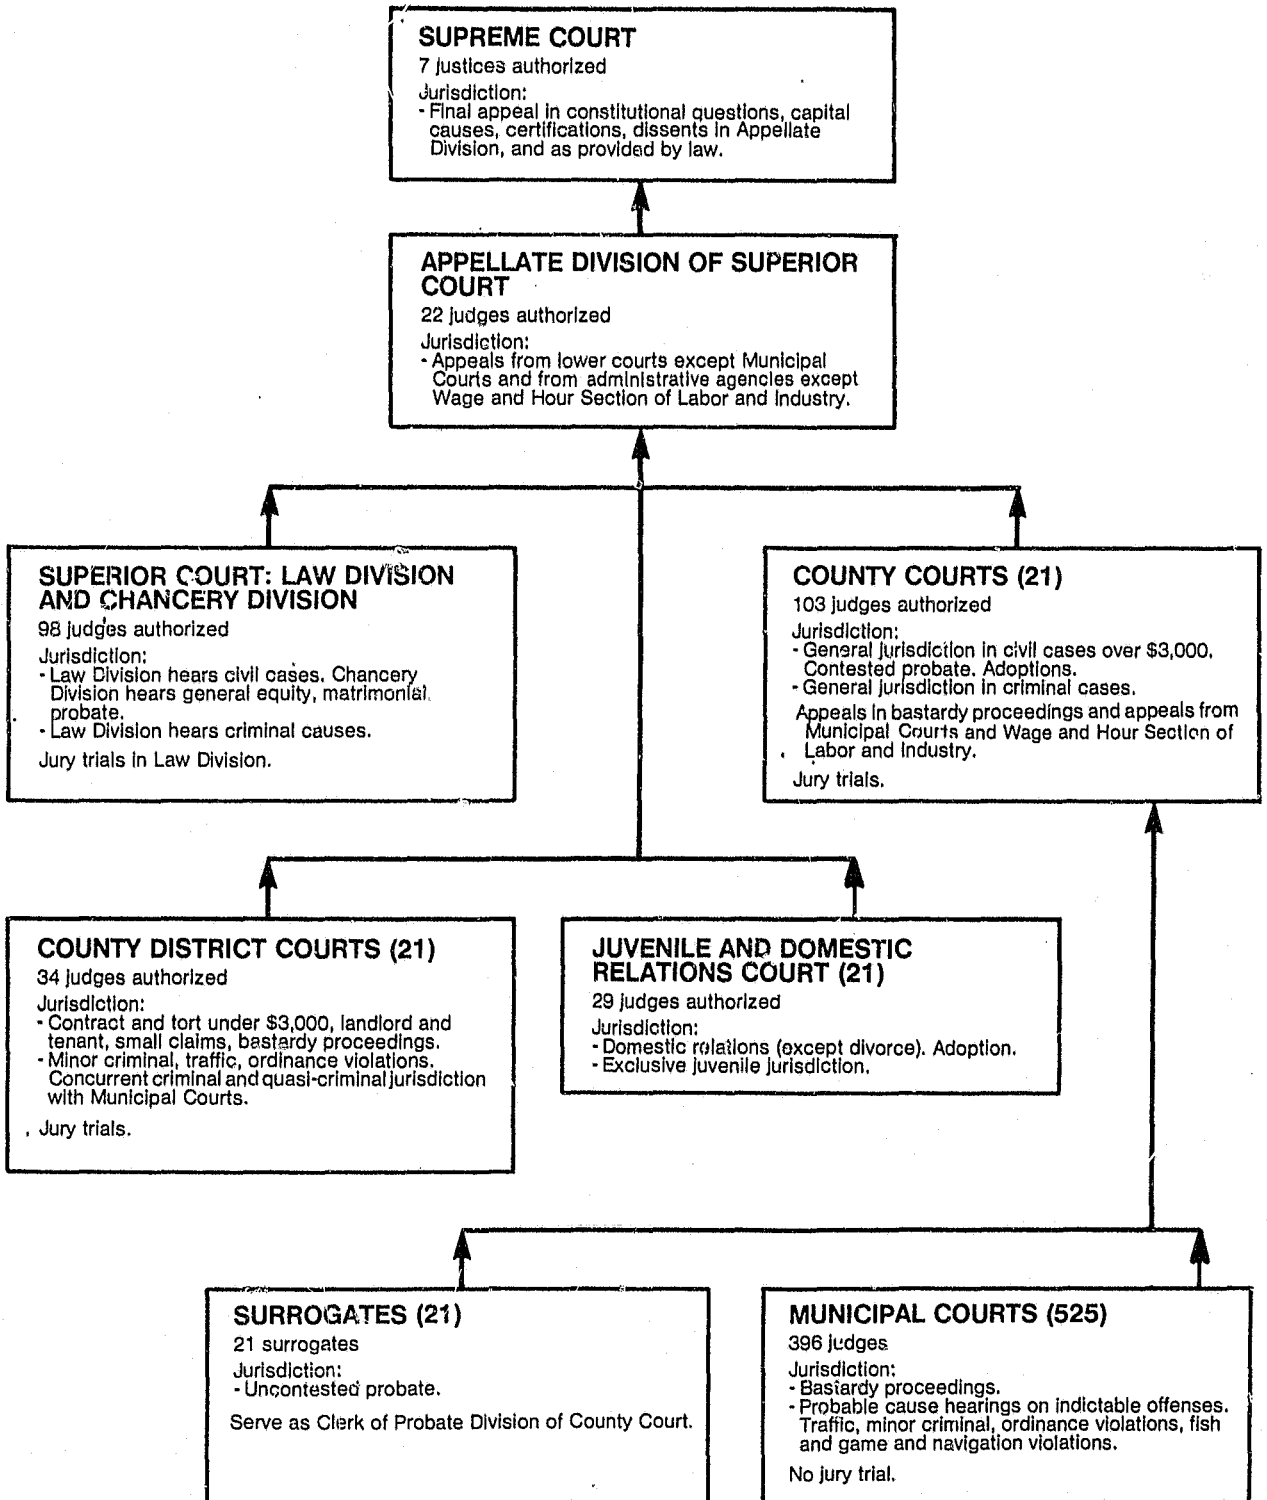 SUPREME COURT
7 justices authorized
Jurisdiction:
- Final appeal in constitutional questions, capital
causes, certifications, dissents in Appellate
Division, and as provided by law.
APPELLATE DIVISION OF SUPERIOR
COURT
22 judges authorized
Jurisdiction:
- Appeals from lower courts except Municipal
Courts and from administrative agencies except
Wage and Hour Section of Labor and Industry.
SUPERIOR COURT: LAW DIVISION
AND CHANCERY DIVISION
98 judges authorized
Jurisdiction:
- Law Division hears civil cases. Chancery
Division hears general equity, matrimonial
probate.
- Law Division hears criminal causes.
Jury trials in Law Division.
COUNTY COURTS (21)
103 judges authorized
Jurisdiction:
- General jurisdiction in civil cases over $3,000.
Contested probate. Adoptions.
- General jurisdiction in criminal cases.
Appeals in bastardy proceedings and appeals from
Municipal Courts and Wage and Hour Section of
Labor and Industry.
Jury trials.
COUNTY DISTRICT COURTS (21)
34 judges authorized
Jurisdiction:
- Contract and tort under $3,000, landlord and
tenant, small claims, bastardy proceedings.
- Minor criminal, traffic, ordinance violations.
Concurrent criminal and quasi-criminal jurisdiction
with Municipal Courts.
Jury trials.
JUVENILE AND DOMESTIC
RELATIONS COURT (21)
29 judges authorized
Jurisdiction:
- Domestic relations (except divorce). Adoption.
- Exclusive juvenile jurisdiction.
SURROGATES (21)
21 surrogates
Jurisdiction:
- Uncontested probate.
Serve as Clerk of Probate Division of County Court.
MUNICIPAL COURTS (525)
396 judges
Jurisdiction:
- Bastardy proceedings.
- Probable cause hearings on indictable offenses.
Traffic, minor criminal, ordinance violations, fish
and game and navigation violations.
No jury trial.